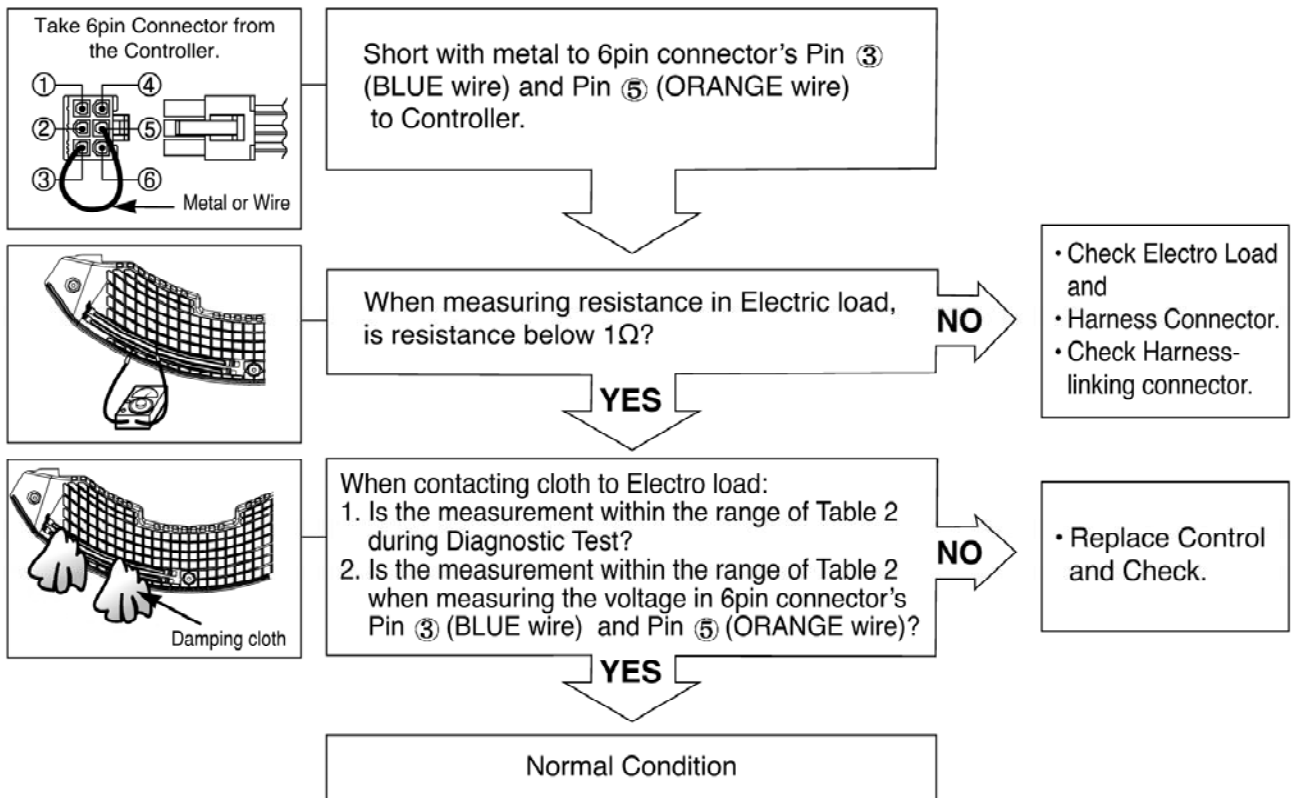 Take 6pin Connector from
the Controller.
①
④
②
⑤
③
⑥
Metal or Wire
Short with metal to 6pin connector's Pin ③
(BLUE wire) and Pin ⑤ (ORANGE wire)
to Controller.
When measuring resistance in Electric load,
is resistance below 1Ω?
NO
• Check Electro Load
and
• Harness Connector.
• Check Harness-
linking connector.
YES
Damping cloth
When contacting cloth to Electro load:
1. Is the measurement within the range of Table 2
during Diagnostic Test?
2. Is the measurement within the range of Table 2
when measuring the voltage in 6pin connector's
Pin ③ (BLUE wire) and Pin ⑤ (ORANGE wire)?
NO
• Replace Control
and Check.
YES
Normal Condition